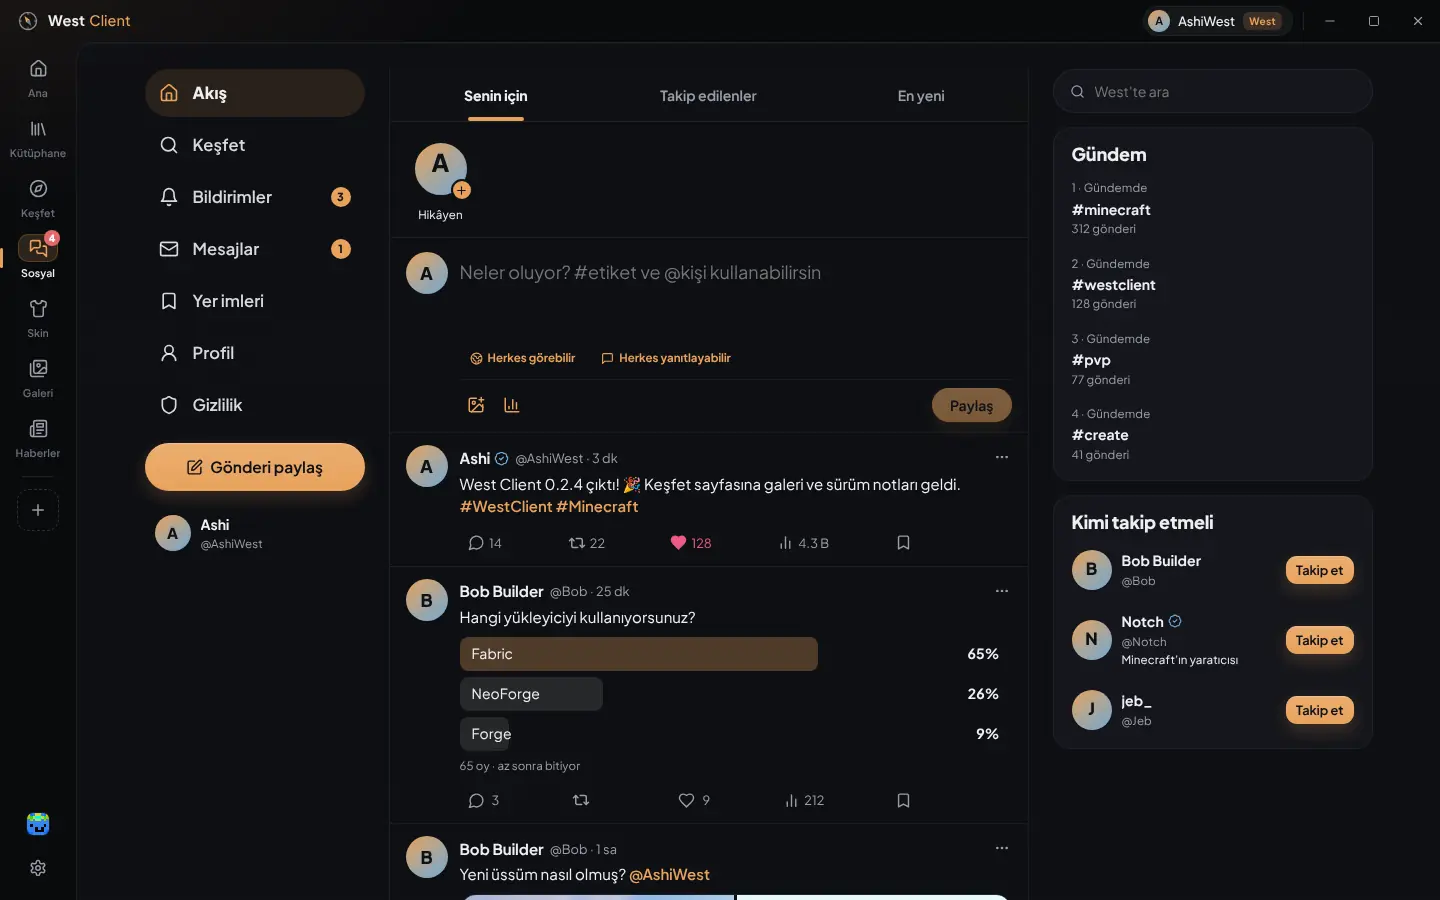 West Client
A
AshiWest
West
Ana
Kütüphane
Keşfet
4
Sosyal
Skin
Galeri
Haberler
Akış
Keşfet
Bildirimler
3
Mesajlar
1
Yer imleri
Profil
Gizlilik
Gönderi paylaş
A
Ashi
@AshiWest
Senin için
Takip edilenler
En yeni
A
Hikâyen
A
Neler oluyor? #etiket ve @kişi kullanabilirsin
Herkes görebilir
Herkes yanıtlayabilir
Paylaş
A
Ashi @AshiWest · 3 dk
West Client 0.2.4 çıktı! 🎉 Keşfet sayfasına galeri ve sürüm notları geldi.
#WestClient #Minecraft
14
22
128
4.3 B
B
Bob Builder @Bob · 25 dk
Hangi yükleyiciyi kullanıyorsunuz?
Fabric 65%
NeoForge 26%
Forge 9%
65 oy · az sonra bitiyor
3
9
212
B
Bob Builder @Bob · 1 sa
Yeni üssüm nasıl olmuş? @AshiWest
West'te ara
Gündem
1 · Gündemde
#minecraft
312 gönderi
2 · Gündemde
#westclient
128 gönderi
3 · Gündemde
#pvp
77 gönderi
4 · Gündemde
#create
41 gönderi
Kimi takip etmeli
B
Bob Builder
@Bob
Takip et
N
Notch
@Notch
Minecraft'ın yaratıcısı
Takip et
J
jeb_
@Jeb
Takip et